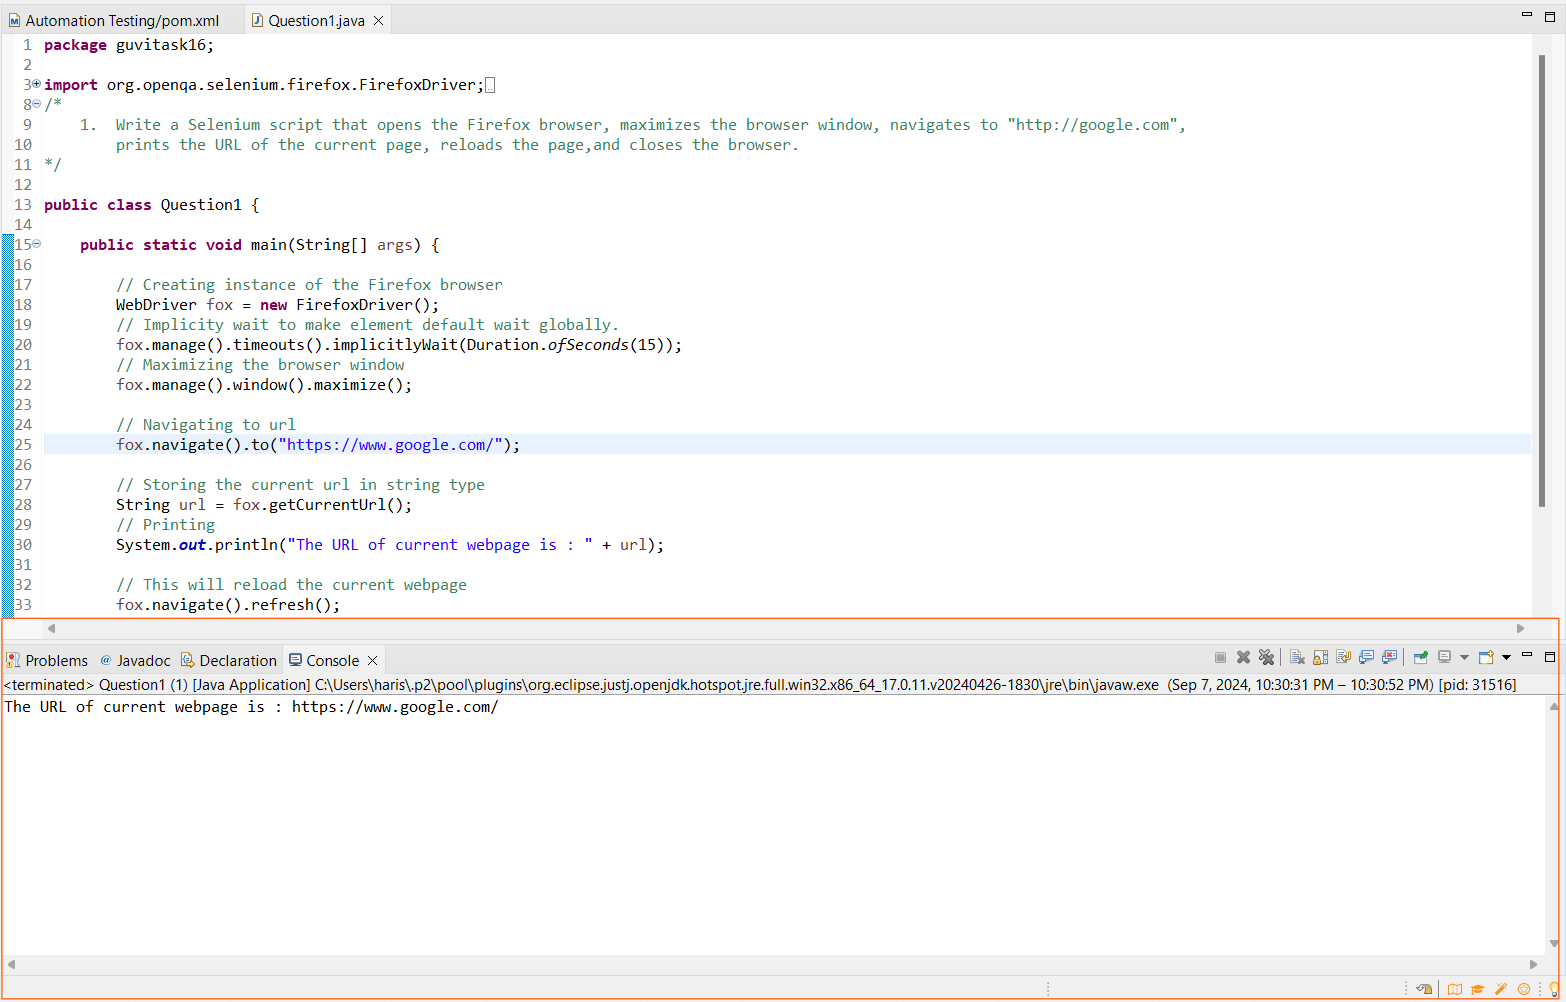 Automation Testing/pom.xml
Question1.java
1 package guvitask16;
2
3 import org.openqa.selenium.firefox.FirefoxDriver;
8 /*
9     1.  Write a Selenium script that opens the Firefox browser, maximizes the browser window, navigates to "http://google.com",
10         prints the URL of the current page, reloads the page,and closes the browser.
11 */
12
13 public class Question1 {
14
15     public static void main(String[] args) {
16
17         // Creating instance of the Firefox browser
18         WebDriver fox = new FirefoxDriver();
19         // Implicity wait to make element default wait globally.
20         fox.manage().timeouts().implicitlyWait(Duration.ofSeconds(15));
21         // Maximizing the browser window
22         fox.manage().window().maximize();
23
24         // Navigating to url
25         fox.navigate().to("https://www.google.com/");
26
27         // Storing the current url in string type
28         String url = fox.getCurrentUrl();
29         // Printing
30         System.out.println("The URL of current webpage is : " + url);
31
32         // This will reload the current webpage
33         fox.navigate().refresh();
Problems @ Javadoc Declaration Console
<terminated> Question1 (1) [Java Application] C:\Users\haris\.p2\pool\plugins\org.eclipse.justj.openjdk.hotspot.jre.full.win32.x86_64_17.0.11.v20240426-1830\jre\bin\javaw.exe (Sep 7, 2024, 10:30:31 PM – 10:30:52 PM) [pid: 31516]
The URL of current webpage is : https://www.google.com/